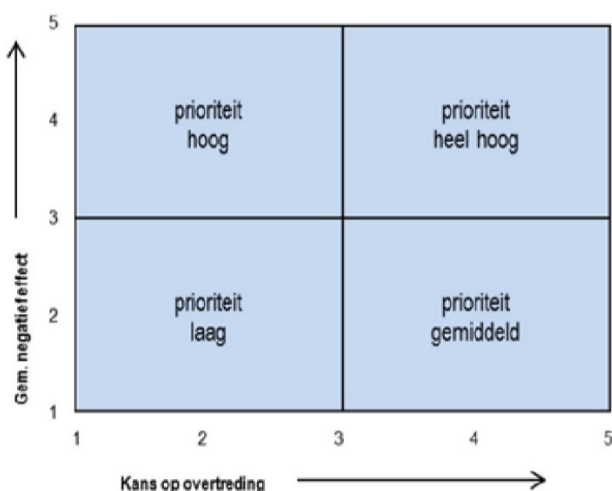 5
prioriteit
hoog
prioriteit
heel hoog
4
3
prioriteit
laag
prioriteit
gemiddeld
2
1
Gem. negatief effect
1 2 3 4 5
Kans op overtreding